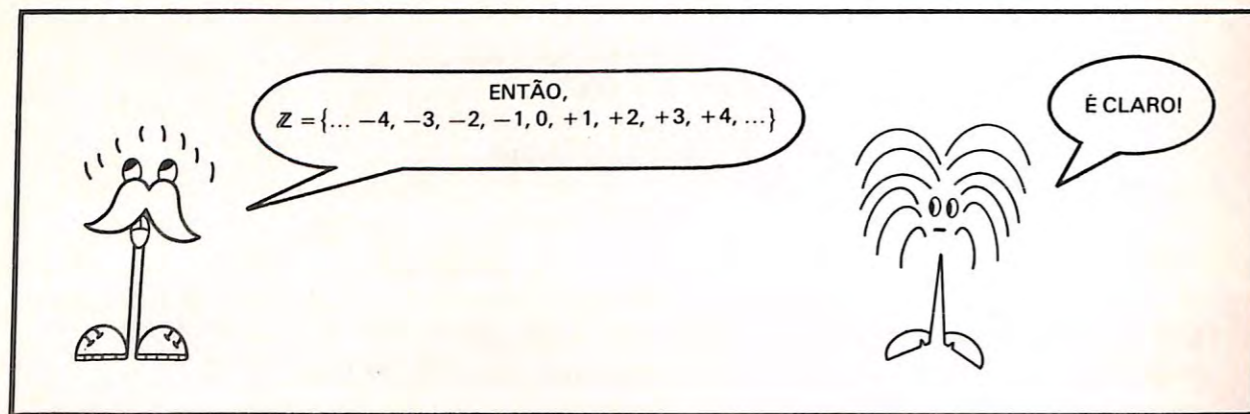 ENTÃO,
ℤ = {... −4, −3, −2, −1, 0, +1, +2, +3, +4, ...}
É CLARO!